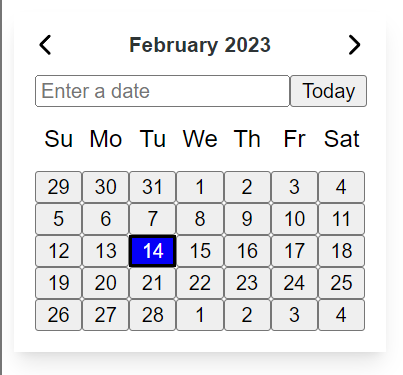 February 2023
Enter a date Today
Su Mo Tu We Th Fr Sat
29 30 31 1 2 3 4
5 6 7 8 9 10 11
12 13 14 15 16 17 18
19 20 21 22 23 24 25
26 27 28 1 2 3 4